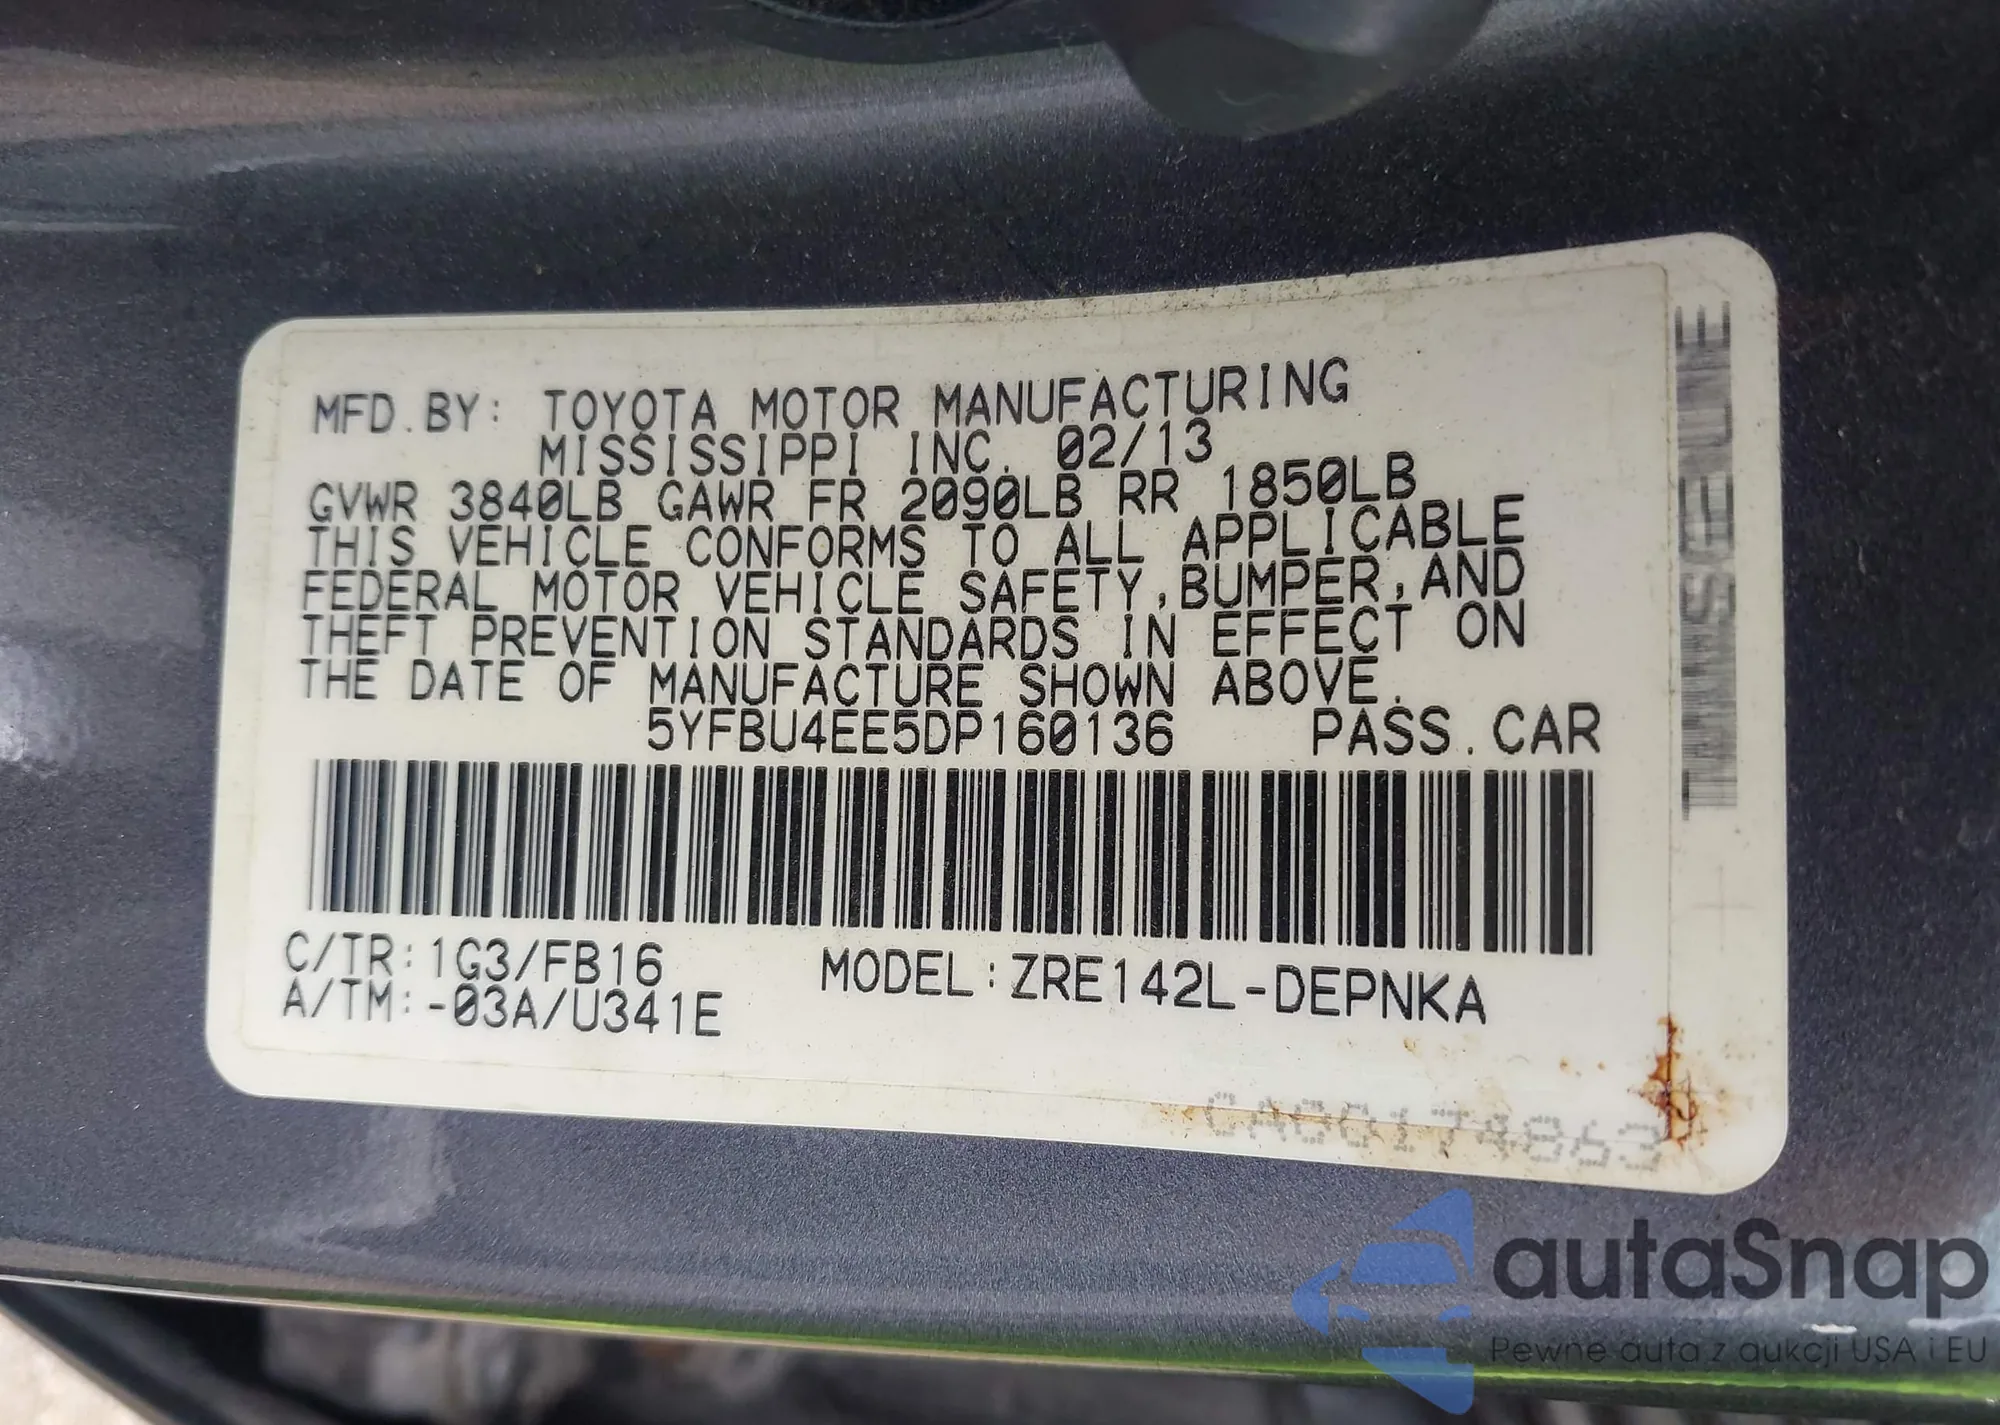 MFD.BY: TOYOTA MOTOR MANUFACTURING
MISSISSIPPI INC. 02/13
GVWR 3840LB GAWR FR 2090LB RR 1850LB
THIS VEHICLE CONFORMS TO ALL APPLICABLE
FEDERAL MOTOR VEHICLE SAFETY,BUMPER,AND
THEFT PREVENTION STANDARDS IN EFFECT ON
THE DATE OF MANUFACTURE SHOWN ABOVE.
5YFBU4EE5DP160136 PASS.CAR
C/TR:1G3/FB16 MODEL:ZRE142L-DEPNKA
A/TM:-03A/U341E
autaSnap
Pewne auta z aukcji USA i EU